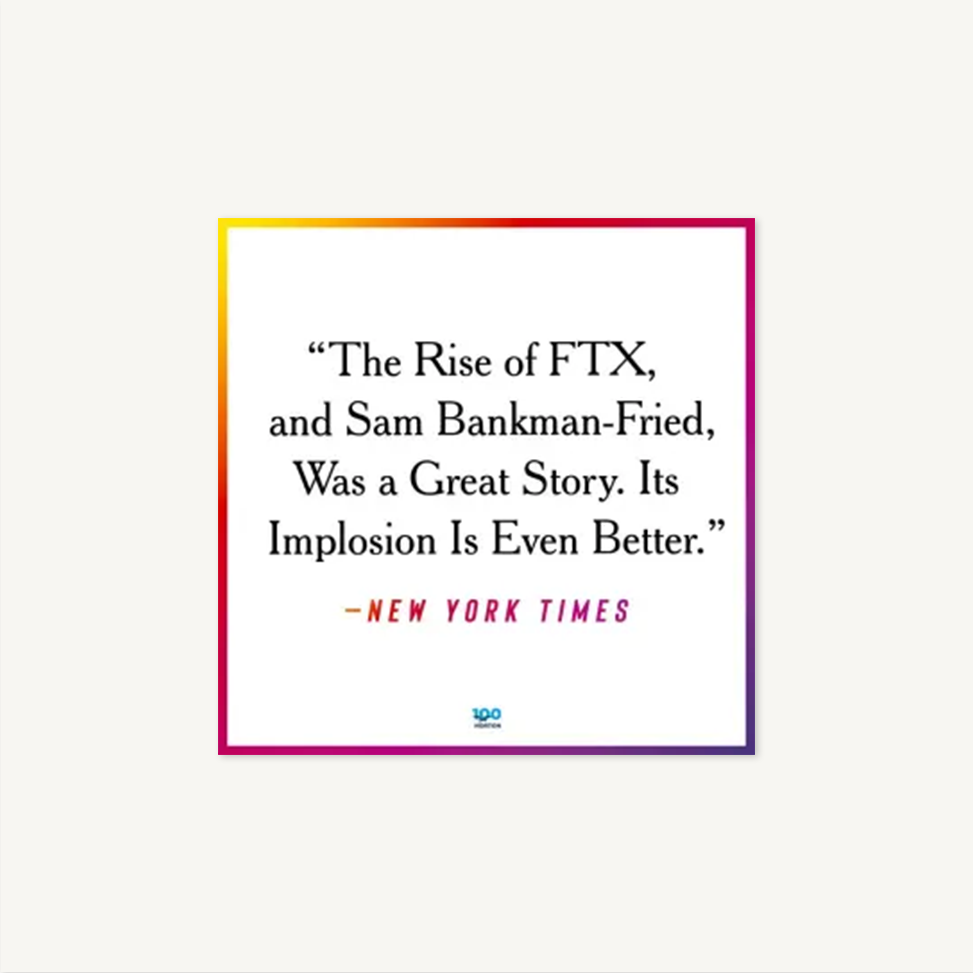 “The Rise of FTX,
and Sam Bankman-Fried,
Was a Great Story. Its
Implosion Is Even Better.”
–NEW YORK TIMES
100